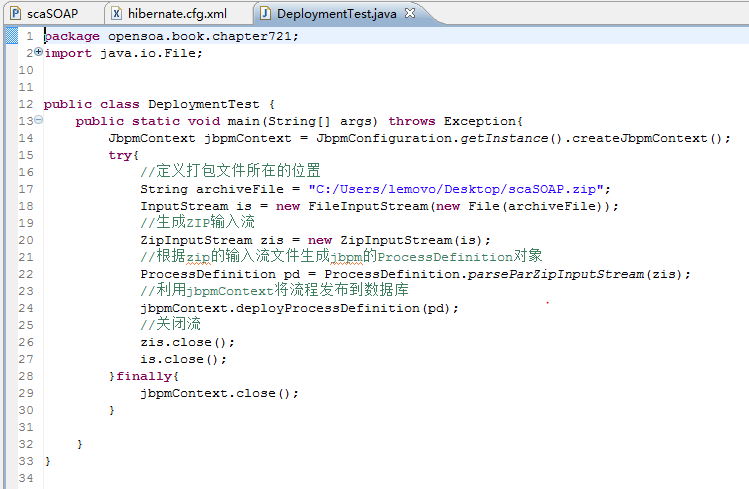 scaSOAP hibernate.cfg.xml DeploymentTest.java
1 package opensoa.book.chapter721;
2 import java.io.File;
10
11
12 public class DeploymentTest {
13 public static void main(String[] args) throws Exception{
14 JbpmContext jbpmContext = JbpmConfiguration.getInstance().createJbpmContext();
15 try{
16 //定义打包文件所在的位置
17 String archiveFile = "C:/Users/lemovo/Desktop/scaSOAP.zip";
18 InputStream is = new FileInputStream(new File(archiveFile));
19 //生成ZIP输入流
20 ZipInputStream zis = new ZipInputStream(is);
21 //根据zip的输入流文件生成jbpm的ProcessDefinition对象
22 ProcessDefinition pd = ProcessDefinition.parseParZipInputStream(zis);
23 //利用jbpmContext将流程发布到数据库
24 jbpmContext.deployProcessDefinition(pd);
25 //关闭流
26 zis.close();
27 is.close();
28 }finally{
29 jbpmContext.close();
30 }
31
32 }
33 }
34